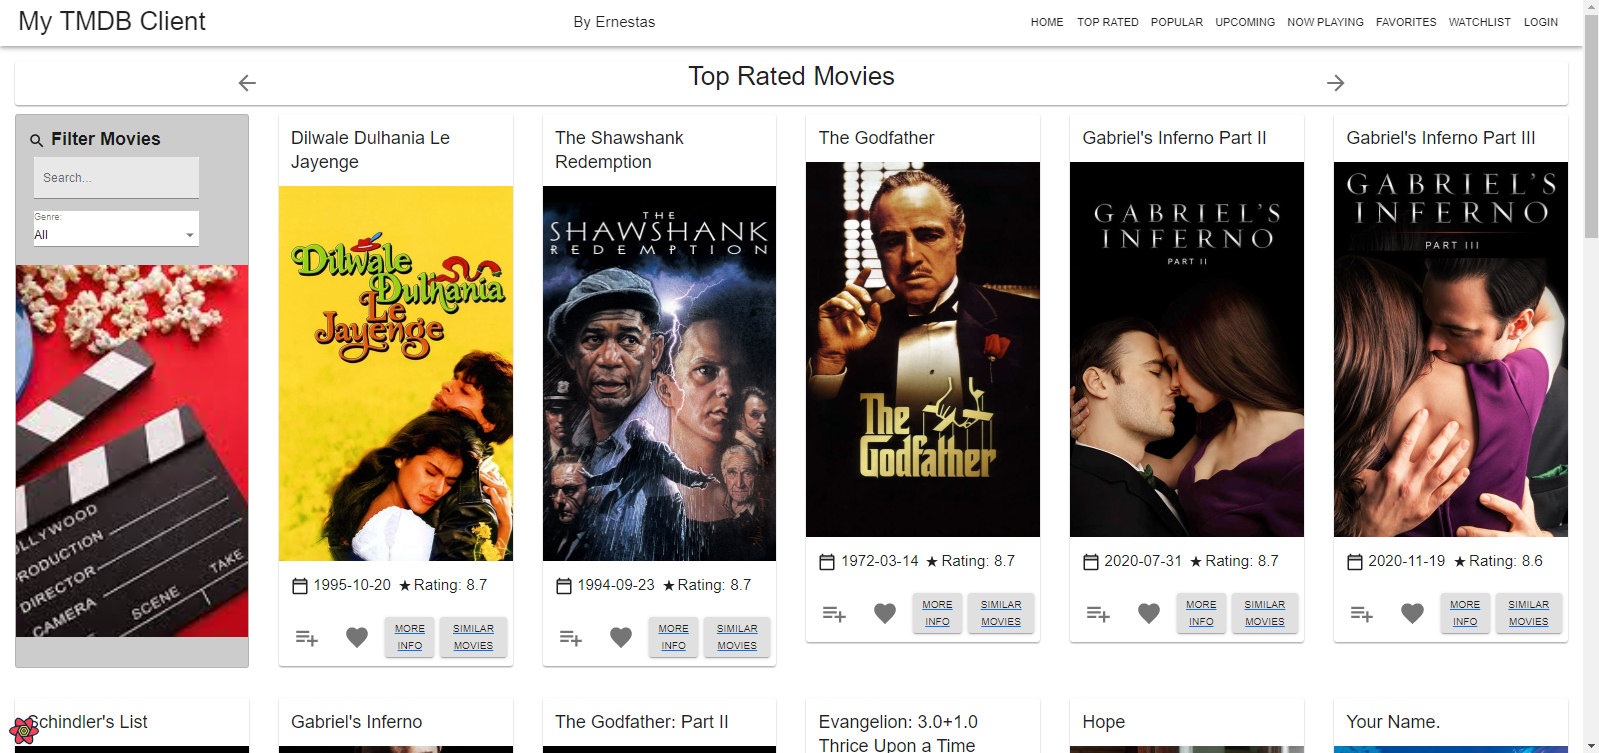 My TMDB Client
By Ernestas
HOME TOP RATED POPULAR UPCOMING NOW PLAYING FAVORITES WATCHLIST LOGIN
Top Rated Movies
Filter Movies
Search...
Genre:
All
HOLLYWOOD
PRODUCTION
DIRECTOR
CAMERA
SCENE
TAKE
Dilwale Dulhania Le
Jayenge
Dilwale
Dulhania
Le
Jayenge
1995-10-20 Rating: 8.7
MORE
INFO
SIMILAR
MOVIES
The Shawshank
Redemption
THE
SHAWSHANK
REDEMPTION
1994-09-23 Rating: 8.7
MORE
INFO
SIMILAR
MOVIES
The Godfather
The
Godfather
1972-03-14 Rating: 8.7
MORE
INFO
SIMILAR
MOVIES
Gabriel's Inferno Part II
GABRIEL'S
INFERNO
PART II
2020-07-31 Rating: 8.7
MORE
INFO
SIMILAR
MOVIES
Gabriel's Inferno Part III
GABRIEL'S
INFERNO
PART III
2020-11-19 Rating: 8.6
MORE
INFO
SIMILAR
MOVIES
Schindler's List
Gabriel's Inferno
The Godfather: Part II
Evangelion: 3.0+1.0
Thrice Upon a Time
Hope
Your Name.